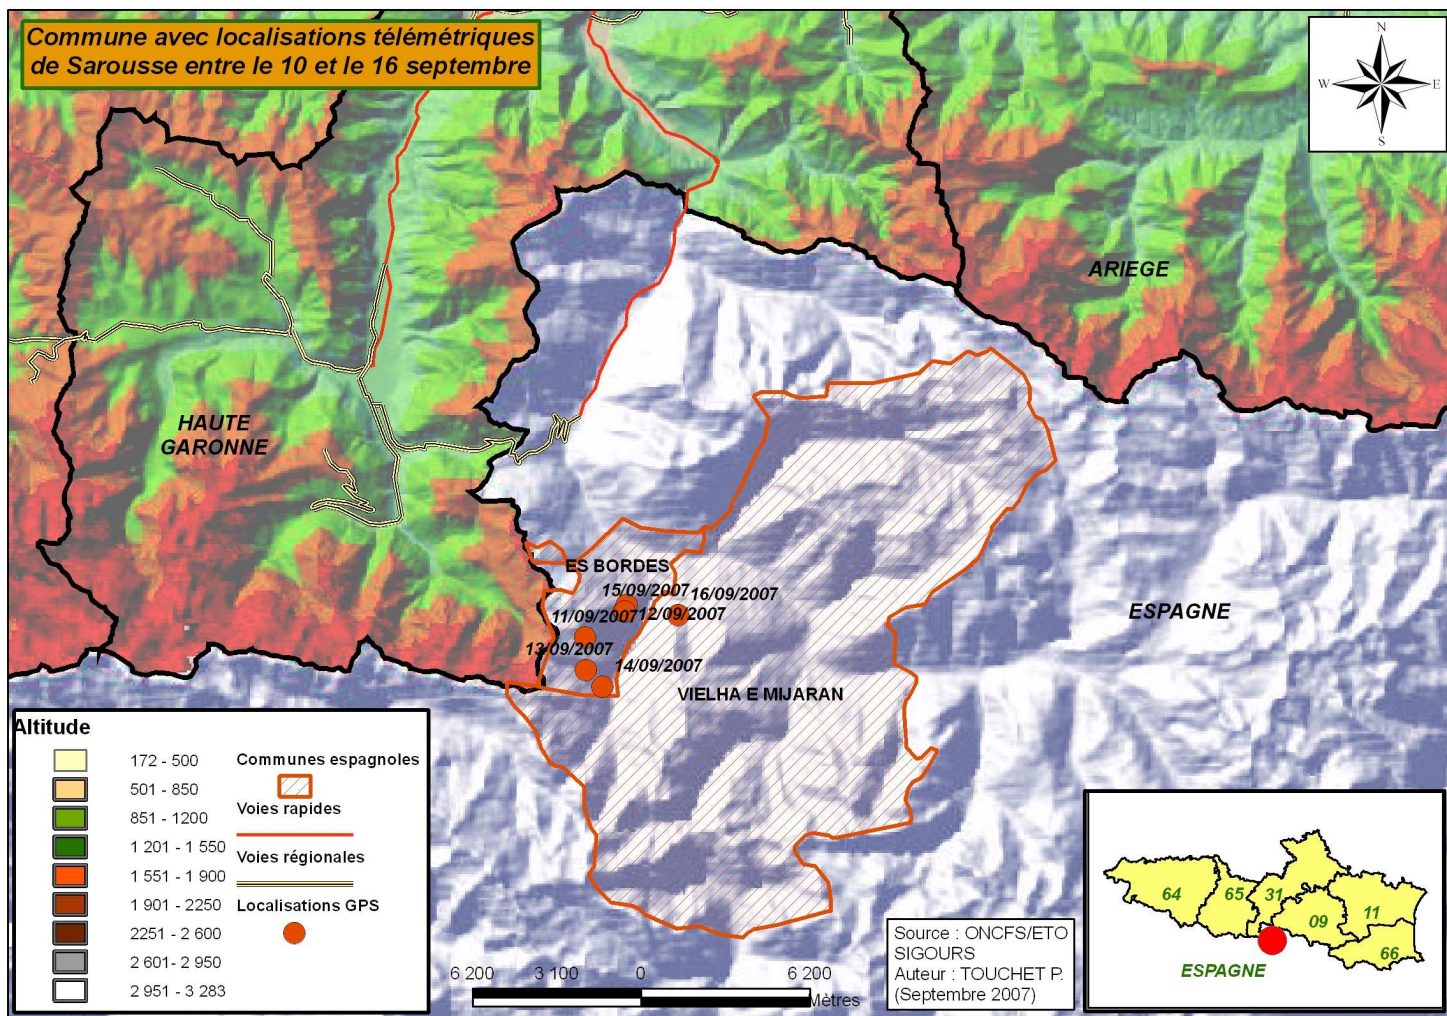 Commune avec localisations télémétriques
de Sarousse entre le 10 et le 16 septembre
N
W
E
S
ARIEGE
HAUTE
GARONNE
ES BORDES
15/09/2007
16/09/2007
11/09/2007
12/09/2007
13/09/2007
14/09/2007
ESPAGNE
VIELHA E MIJARAN
Altitude
172 - 500
501 - 850
851 - 1200
1 201 - 1 550
1 551 - 1 900
1 901 - 2250
2251 - 2 600
2 601- 2 950
2 951 - 3 283
Communes espagnoles
Voies rapides
Voies régionales
Localisations GPS
6 200 3 100 0 6 200
Mètres
Source : ONCFS/ETO
SIGOURS
Auteur : TOUCHET P.
(Septembre 2007)
64
65
31
09
11
66
ESPAGNE